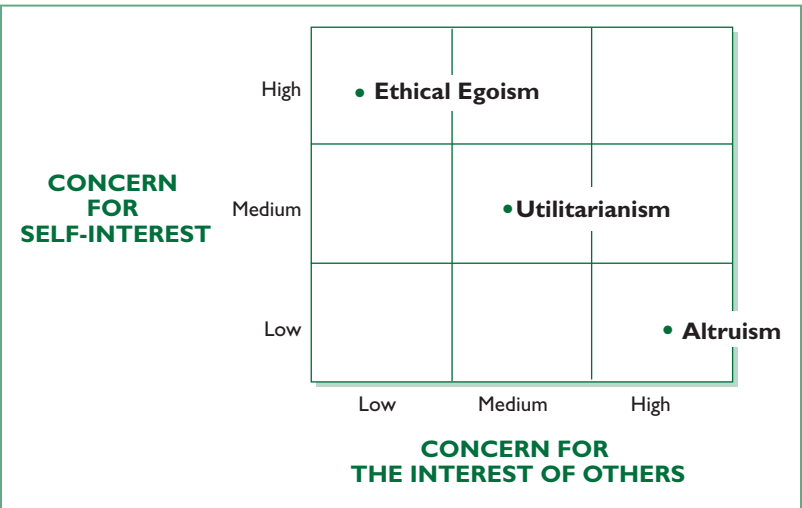 High
Ethical Egoism
CONCERN
FOR
SELF-INTEREST
Medium
Utilitarianism
Low
Altruism
Low
Medium
High
CONCERN FOR
THE INTEREST OF OTHERS